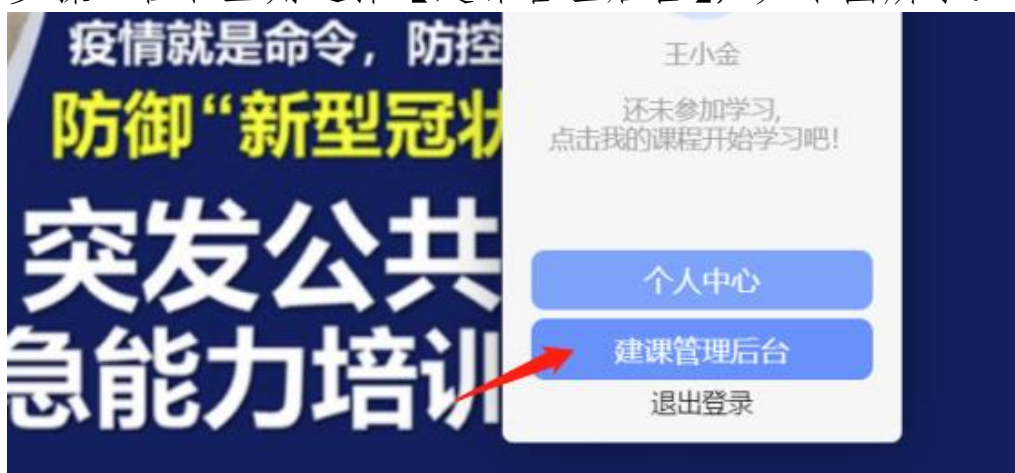 疫情就是命令，防控
防御“新型冠状
突发公共
急能力培训
王小金
还未参加学习,
点击我的课程开始学习吧!
个人中心
建课管理后台
退出登录